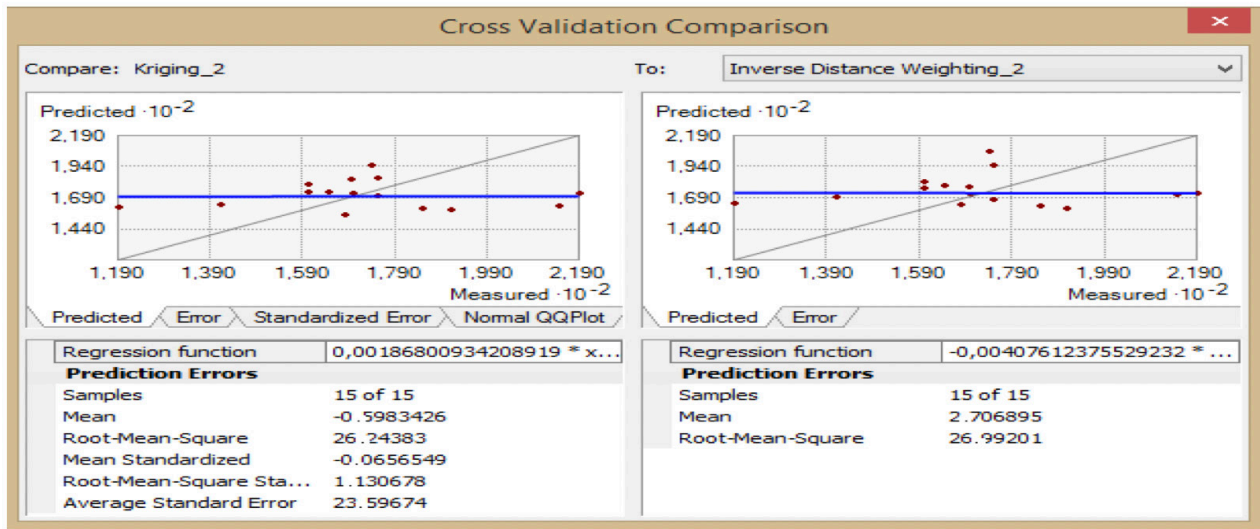 Cross Validation Comparison
Compare: Kriging_2
To: Inverse Distance Weighting_2
Predicted ·10-2
2,190
1,940
1,690
1,440
1,190 1,390 1,590 1,790 1,990 2,190
Measured ·10-2
Predicted Error Standardized Error Normal QQPlot
Regression function 0,00186800934208919 * x...
Prediction Errors
Samples 15 of 15
Mean -0.5983426
Root-Mean-Square 26.24383
Mean Standardized -0.0656549
Root-Mean-Square Sta... 1.130678
Average Standard Error 23.59674
Predicted ·10-2
2,190
1,940
1,690
1,440
1,190 1,390 1,590 1,790 1,990 2,190
Measured ·10-2
Predicted Error
Regression function -0,00407612375529232 * ...
Prediction Errors
Samples 15 of 15
Mean 2.706895
Root-Mean-Square 26.99201